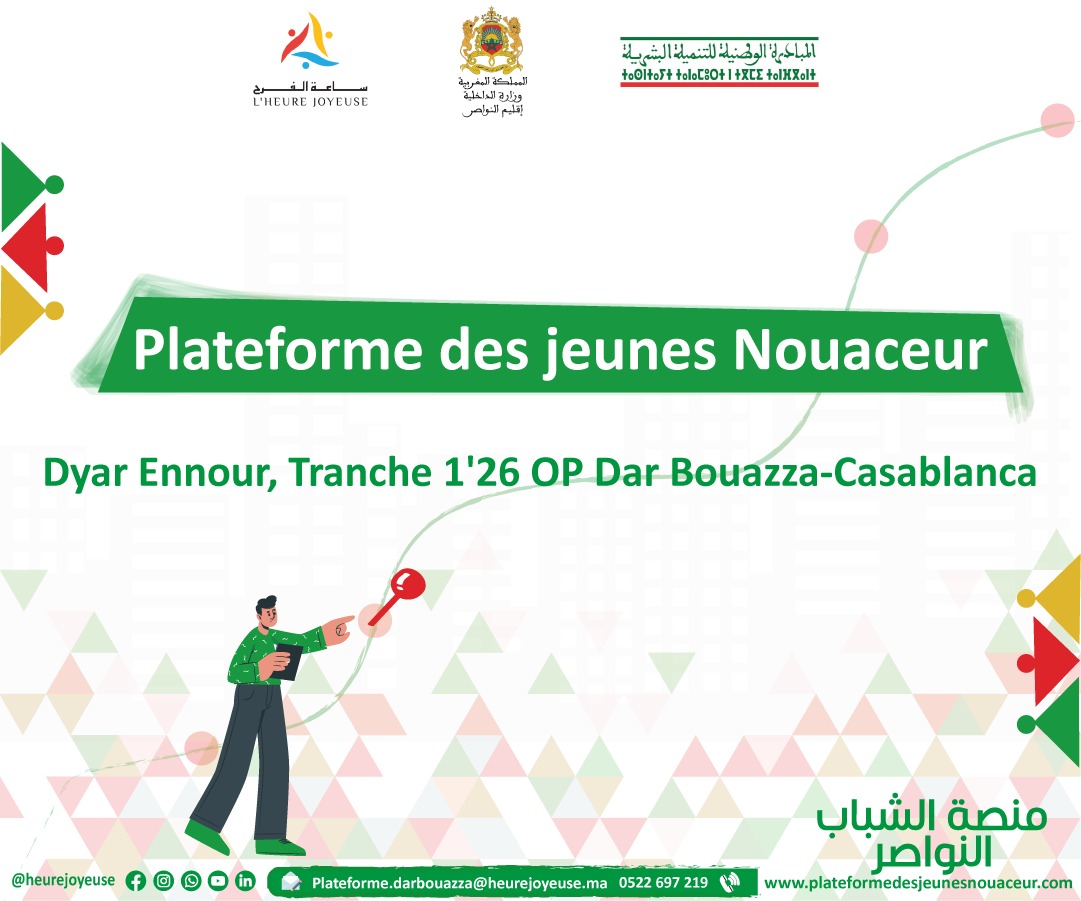 ساعة الفرح
L'HEURE JOYEUSE
المملكة المغربية
وزارة الداخلية
إقليم النواصر
المبادرة الوطنية للتنمية البشرية
ⵜⴰⵙⵏⵜⴰⵢⵜ ⵜⴰⵏⴰⵎⵓⵔⵜ ⵏ ⵜⴳⵎⵉ ⵜⴰⵏⴼⴳⴰⵏⵜ
Plateforme des jeunes Nouaceur
Dyar Ennour, Tranche 1'26 OP Dar Bouazza-Casablanca
منصة الشباب
النواصر
@heurejoyeuse
Plateforme.darbouazza@heurejoyeuse.ma 0522 697 219
www.plateformedesjeunesnouaceur.com